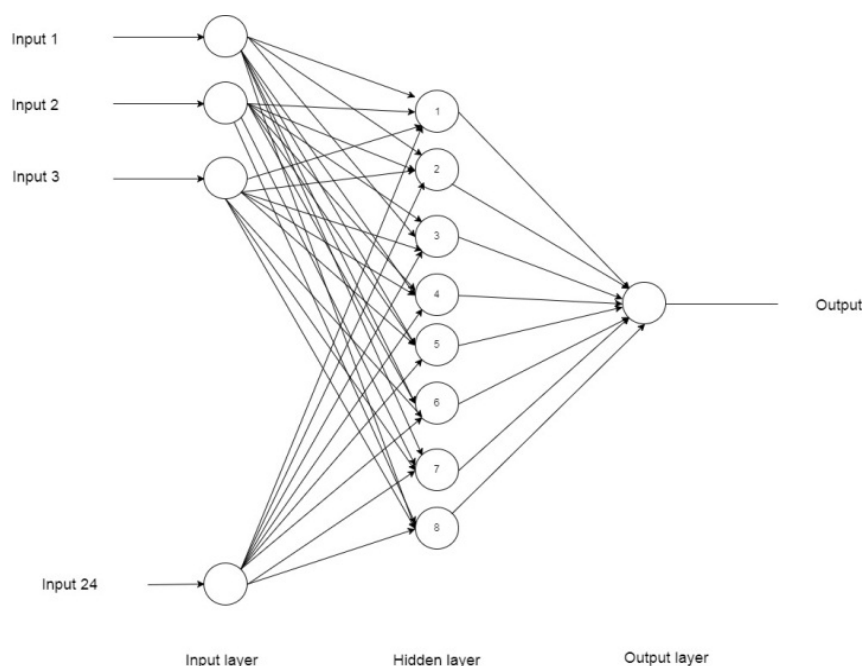 Input 1
Input 2
Input 3
1
2
3
4
5
6
7
8
Output
Input 24
Input layer
Hidden layer
Output layer